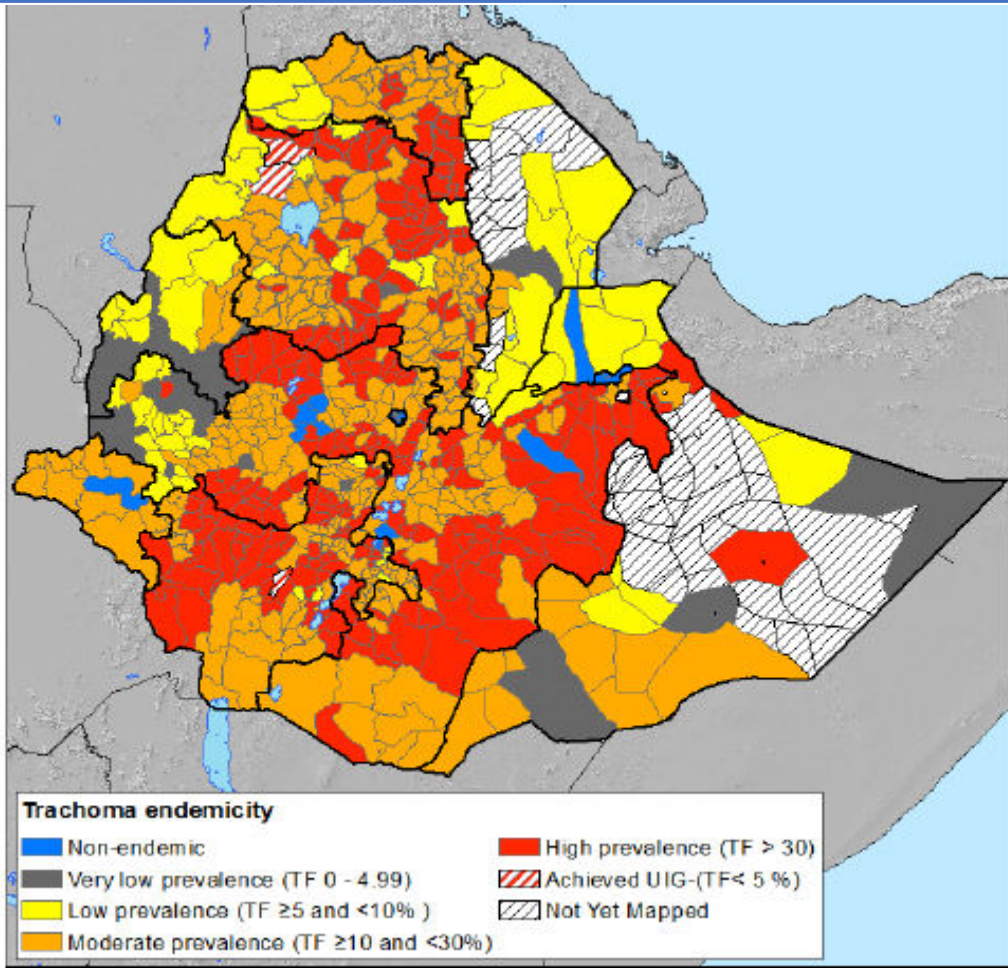 Trachoma endemicity
Non-endemic
Very low prevalence (TF 0 - 4.99)
Low prevalence (TF ≥5 and <10% )
Moderate prevalence (TF ≥10 and <30%)
High prevalence (TF > 30)
Achieved UIG-(TF< 5 %)
Not Yet Mapped